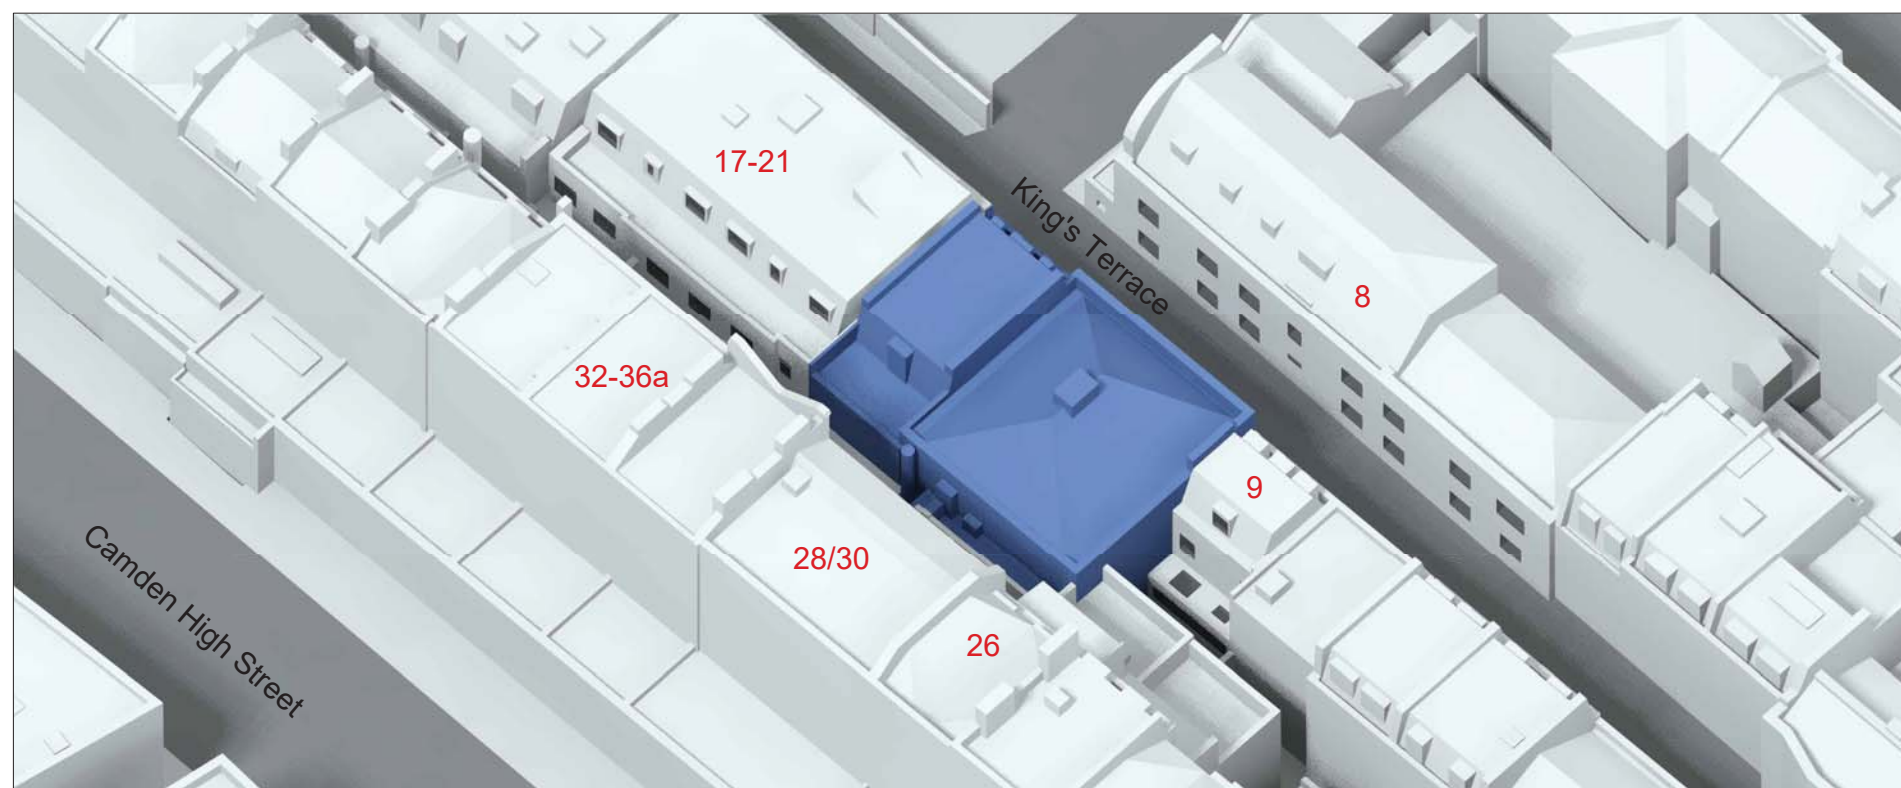 17-21
King's Terrace
8
32-36a
9
28/30
Camden High Street
26